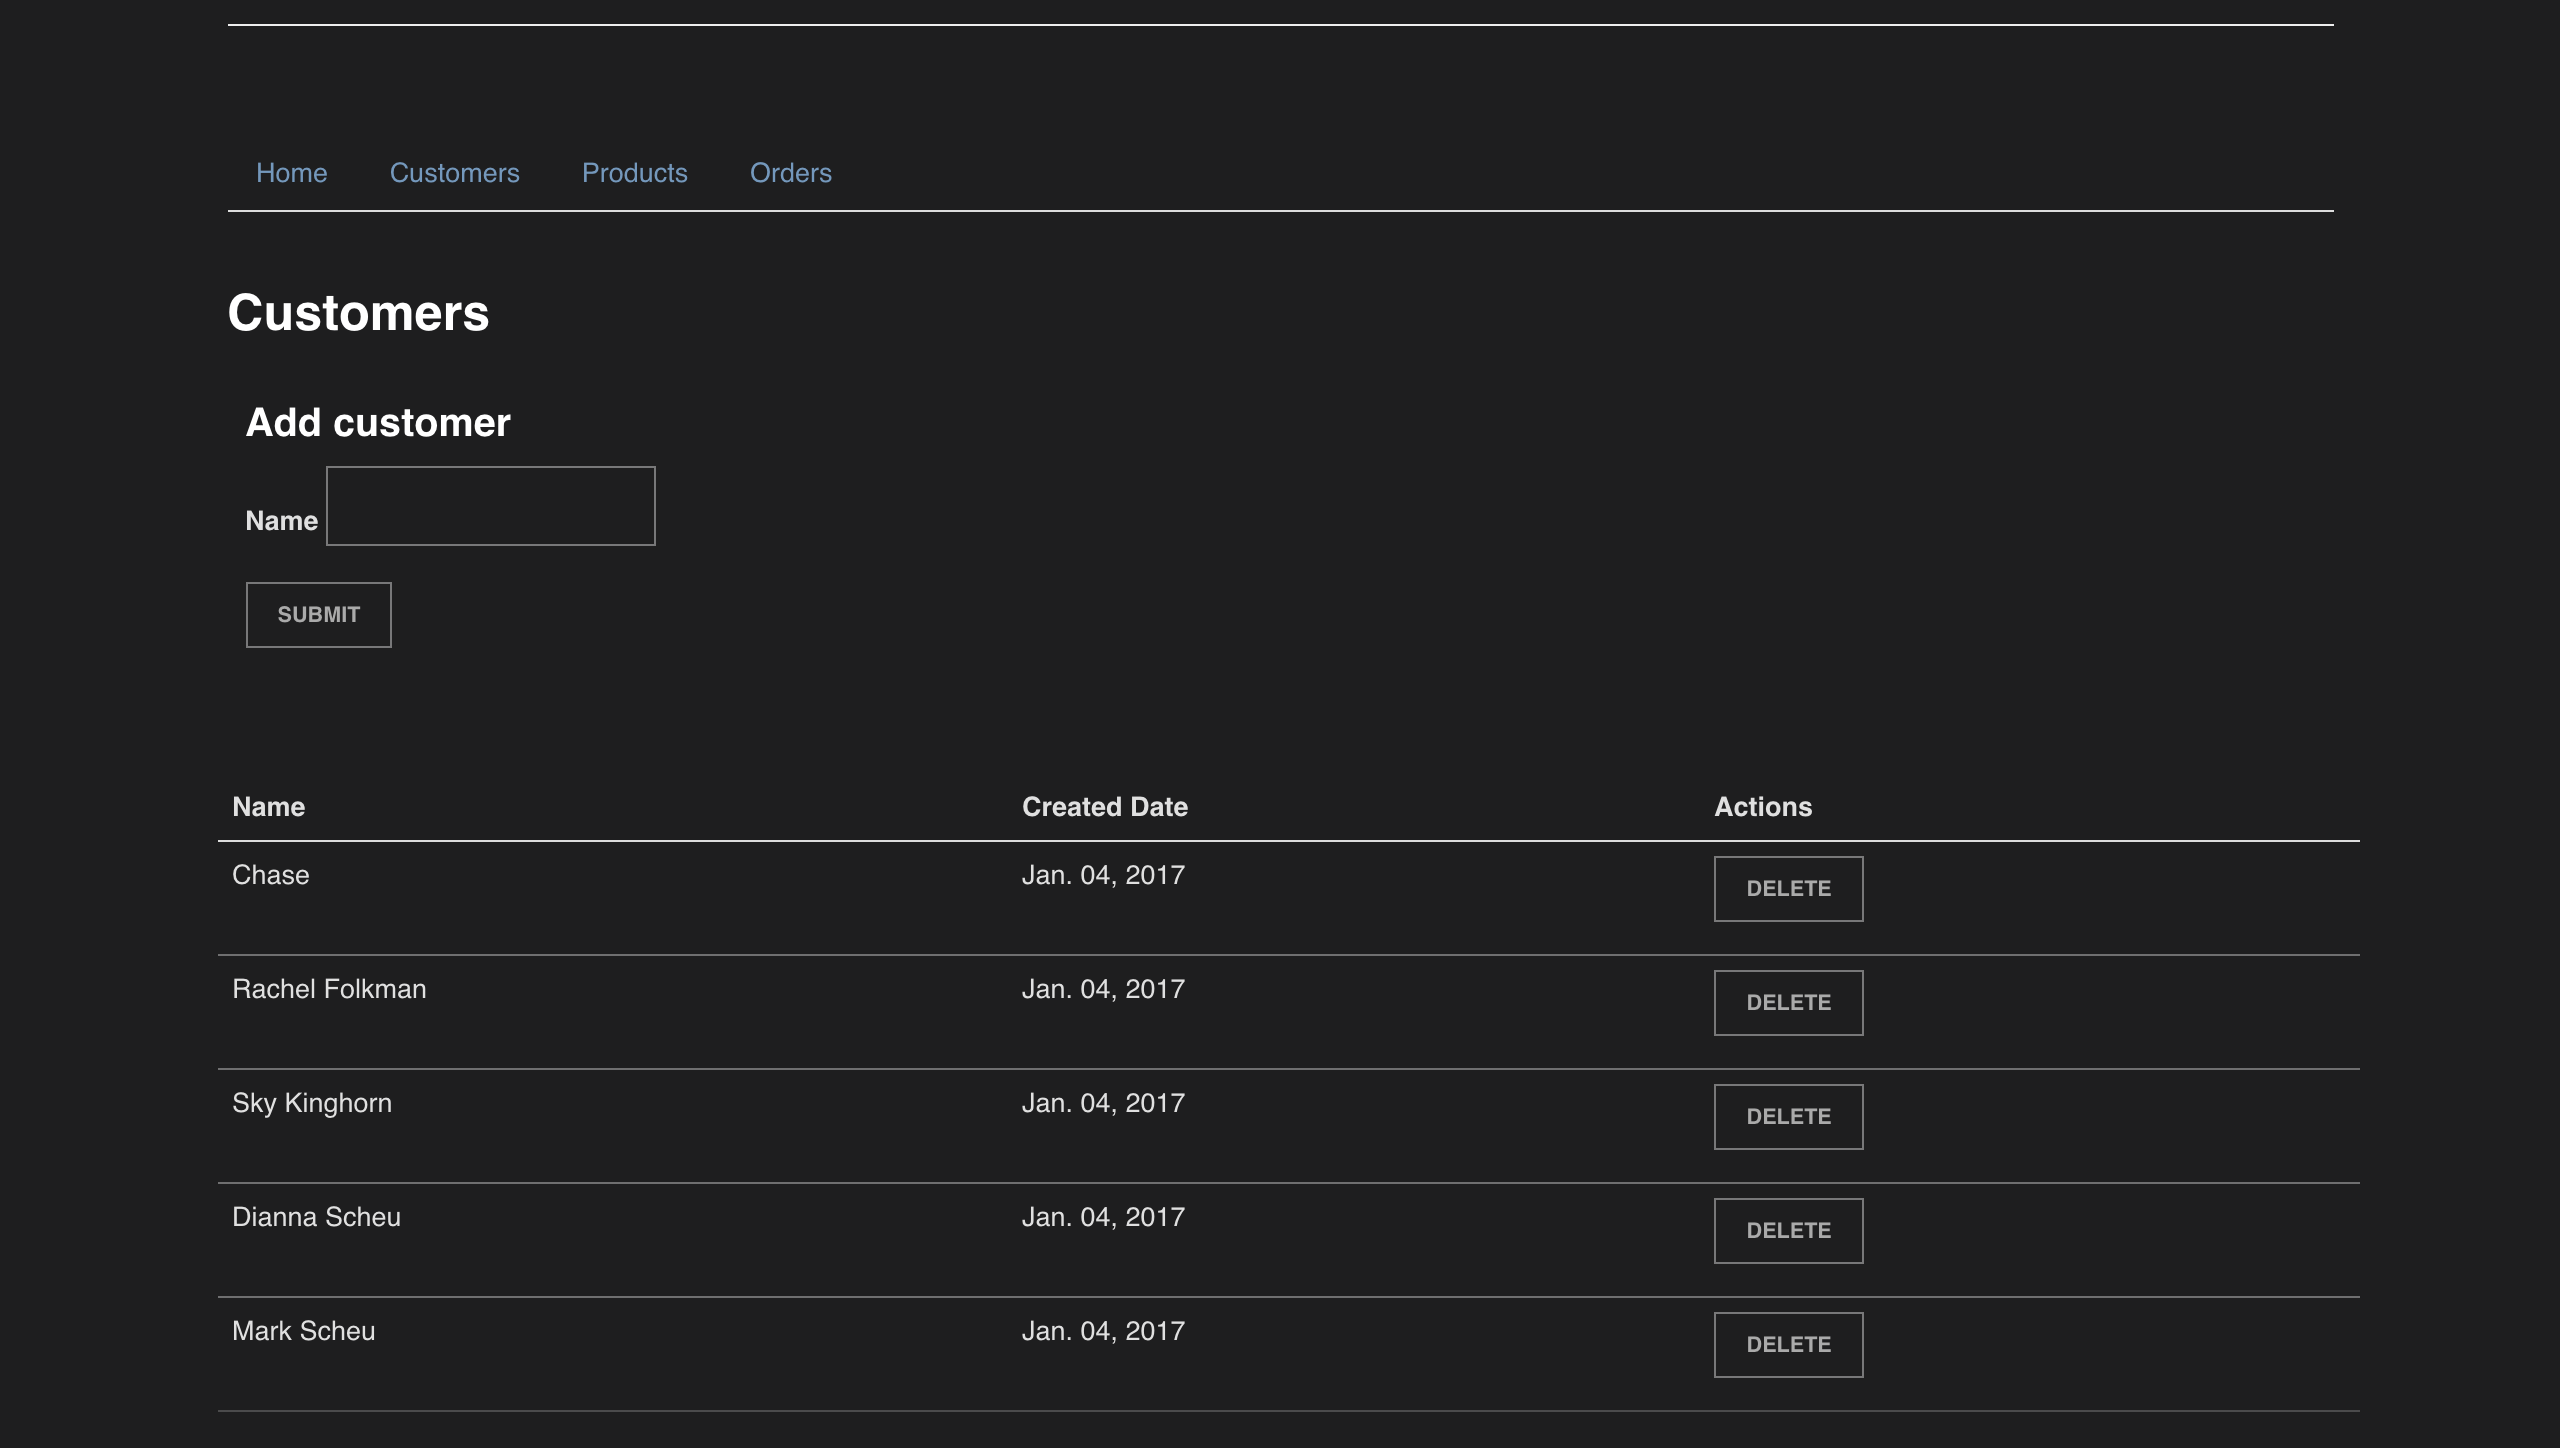 Home Customers Products Orders
Customers
Add customer
Name
SUBMIT
Name Created Date Actions
Chase Jan. 04, 2017 DELETE
Rachel Folkman Jan. 04, 2017 DELETE
Sky Kinghorn Jan. 04, 2017 DELETE
Dianna Scheu Jan. 04, 2017 DELETE
Mark Scheu Jan. 04, 2017 DELETE